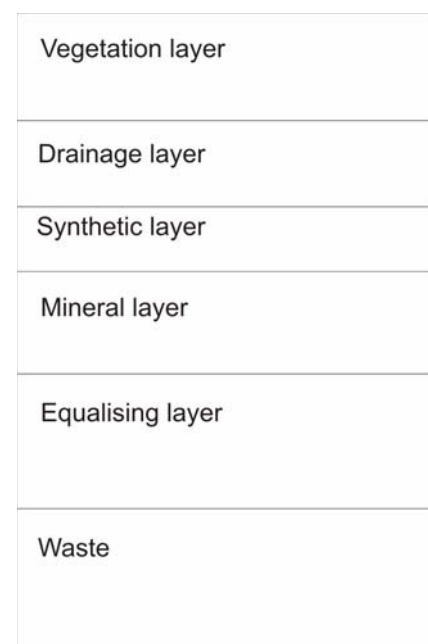 Vegetation layer
Drainage layer
Synthetic layer
Mineral layer
Equalising layer
Waste